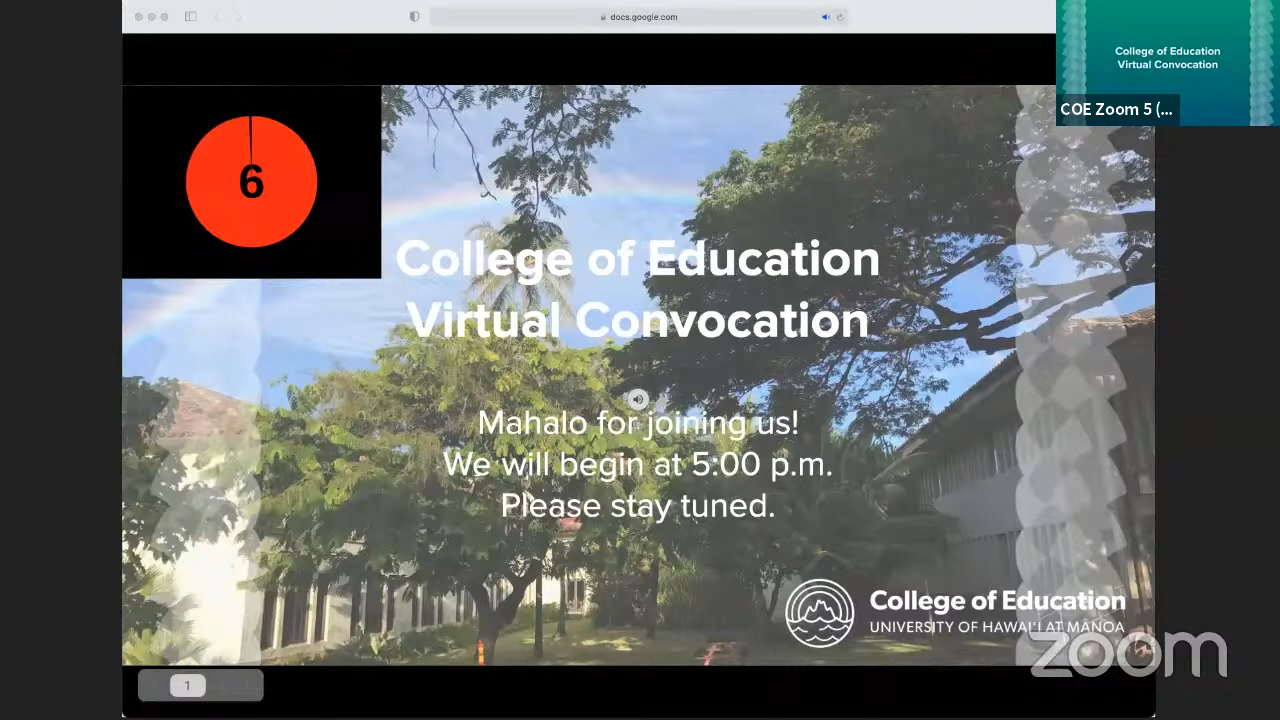 docs.google.com
College of Education
Virtual Convocation
COE Zoom 5 (...
6
College of Education
Virtual Convocation
Mahalo for joining us!
We will begin at 5:00 p.m.
Please stay tuned.
College of Education
UNIVERSITY OF HAWAIʻI AT MĀNOA
zoom
1